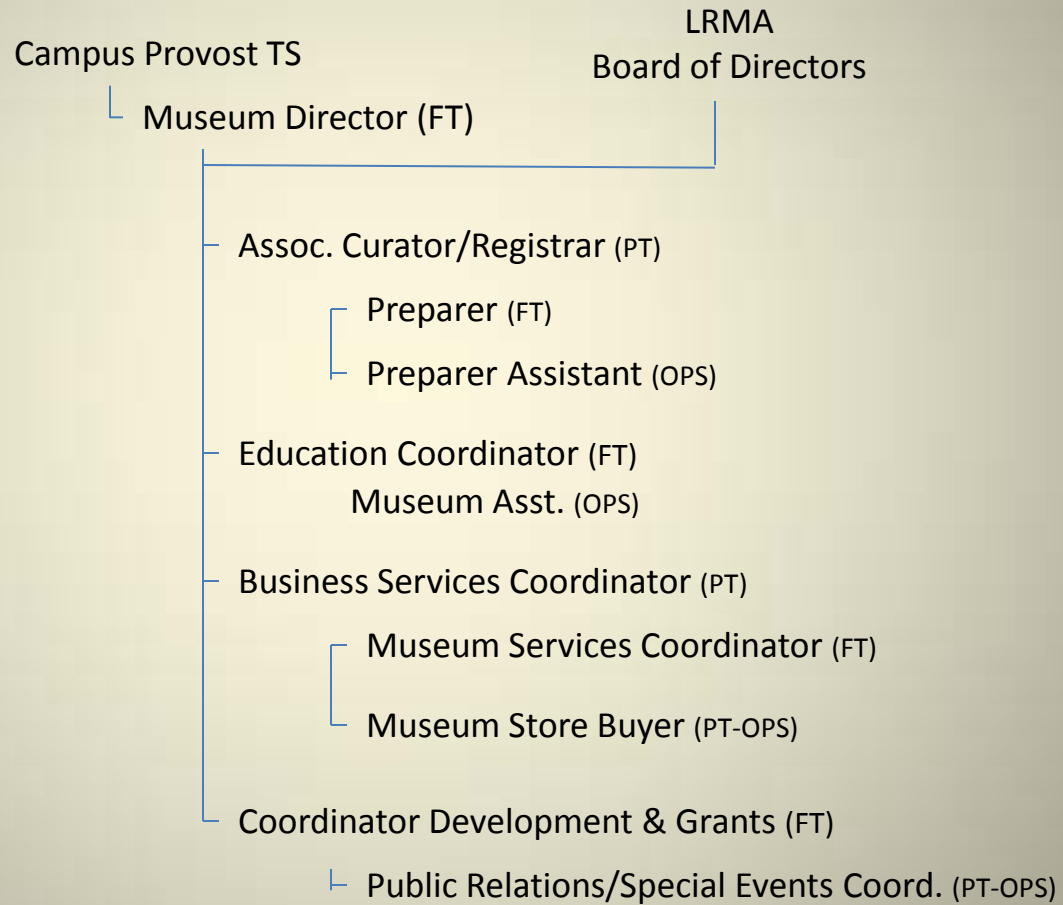 LRMA
Campus Provost TS
Board of Directors
Museum Director (FT)
Assoc. Curator/Registrar (PT)
Preparer (FT)
Preparer Assistant (OPS)
Education Coordinator (FT)
Museum Asst. (OPS)
Business Services Coordinator (PT)
Museum Services Coordinator (FT)
Museum Store Buyer (PT-OPS)
Coordinator Development & Grants (FT)
Public Relations/Special Events Coord. (PT-OPS)